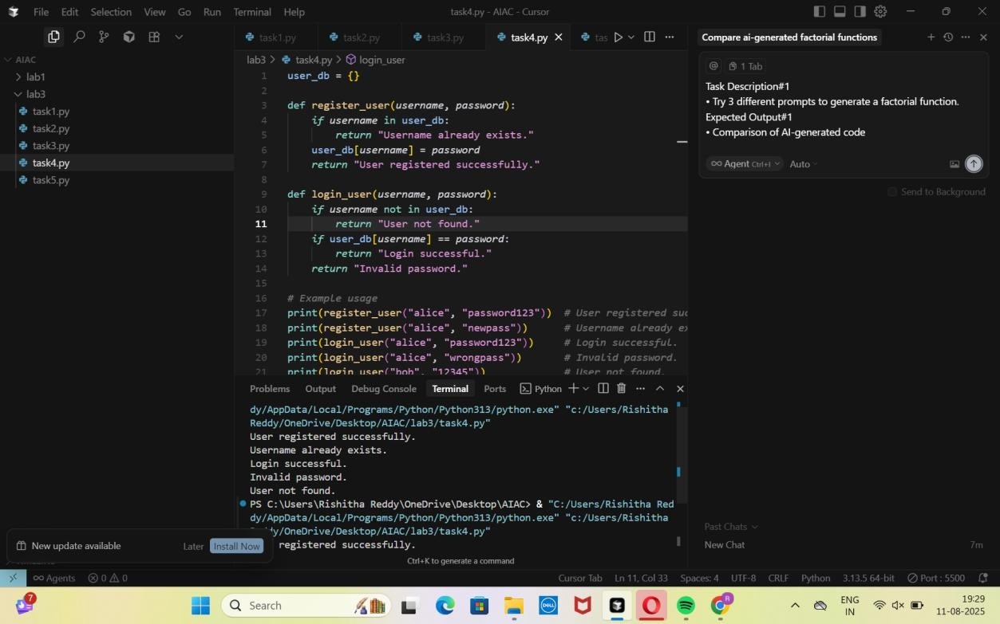 File Edit Selection View Go Run Terminal Help
task4.py - AIAC - Cursor
AIAC
lab1
lab3
task1.py
task2.py
task3.py
task4.py
task5.py
task1.py task2.py task3.py task4.py tas
lab3 > task4.py > login_user
1 user_db = {}
2
3 def register_user(username, password):
4 if username in user_db:
5 return "Username already exists."
6 user_db[username] = password
7 return "User registered successfully."
8
9 def login_user(username, password):
10 if username not in user_db:
11 return "User not found."
12 if user_db[username] == password:
13 return "Login successful."
14 return "Invalid password."
15
16 # Example usage
17 print(register_user("alice", "password123")) # User registered suc
18 print(register_user("alice", "newpass")) # Username already ex
19 print(login_user("alice", "password123")) # Login successful.
20 print(login_user("alice", "wrongpass")) # Invalid password.
21 print(login_user("bob", "12345")) # User not found.
Problems Output Debug Console Terminal Ports Python
dy/AppData/Local/Programs/Python/Python313/python.exe" "c:/Users/Rishitha
Reddy/OneDrive/Desktop/AIAC/lab3/task4.py"
User registered successfully.
Username already exists.
Login successful.
Invalid password.
User not found.
PS C:\Users\Rishitha Reddy\OneDrive\Desktop\AIAC> & "C:/Users/Rishitha Red
dy/AppData/Local/Programs/Python/Python313/python.exe" "c:/Users/Rishitha
dy/OneDrive/Desktop/AIAC/lab3/task4.py"
registered successfully.
Ctrl+K to generate a command
Compare ai-generated factorial functions
@ 1 Tab
Task Description#1
• Try 3 different prompts to generate a factorial function.
Expected Output#1
• Comparison of AI-generated code
Agent Ctrl+I Auto
Send to Background
Past Chats
New Chat 7m
New update available Later Install Now
Agents 0 0 Cursor Tab Ln 11, Col 33 Spaces: 4 UTF-8 CRLF Python 3.13.5 64-bit Port : 5500
7
Search
DELL
R
ENG
IN
19:29
11-08-2025